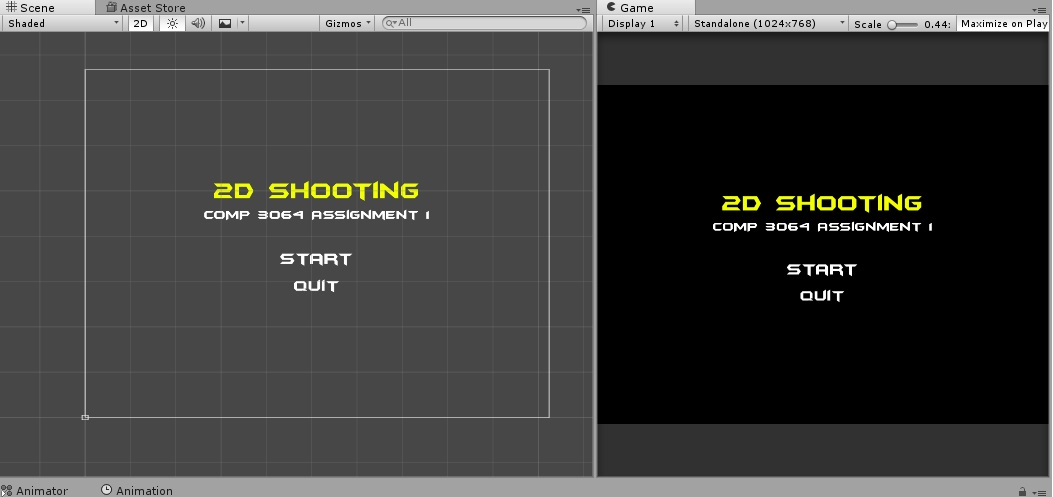 Scene
Asset Store
Shaded
2D
Gizmos
All
2D SHOOTING
COMP 3064 ASSIGNMENT 1
START
QUIT
Game
Display 1
Standalone (1024x768)
Scale
0.44:
Maximize on Play
2D SHOOTING
COMP 3064 ASSIGNMENT 1
START
QUIT
Animator
Animation